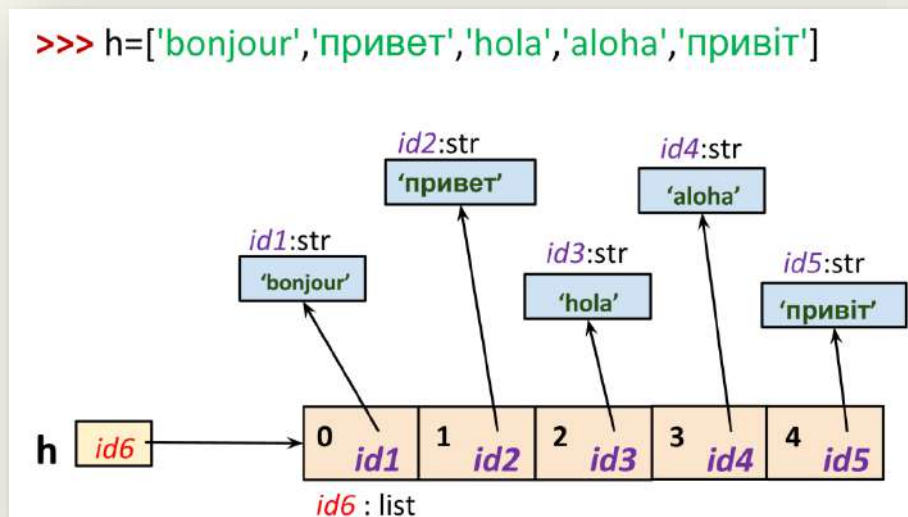 >>> h=['bonjour','привет','hola','aloha','привіт']
id2:str
id4:str
‘привет’
‘aloha’
id1:str
id3:str
id5:str
‘bonjour’
‘hola’
‘привіт’
h id6 0 id1 1 id2 2 id3 3 id4 4 id5
id6 : list